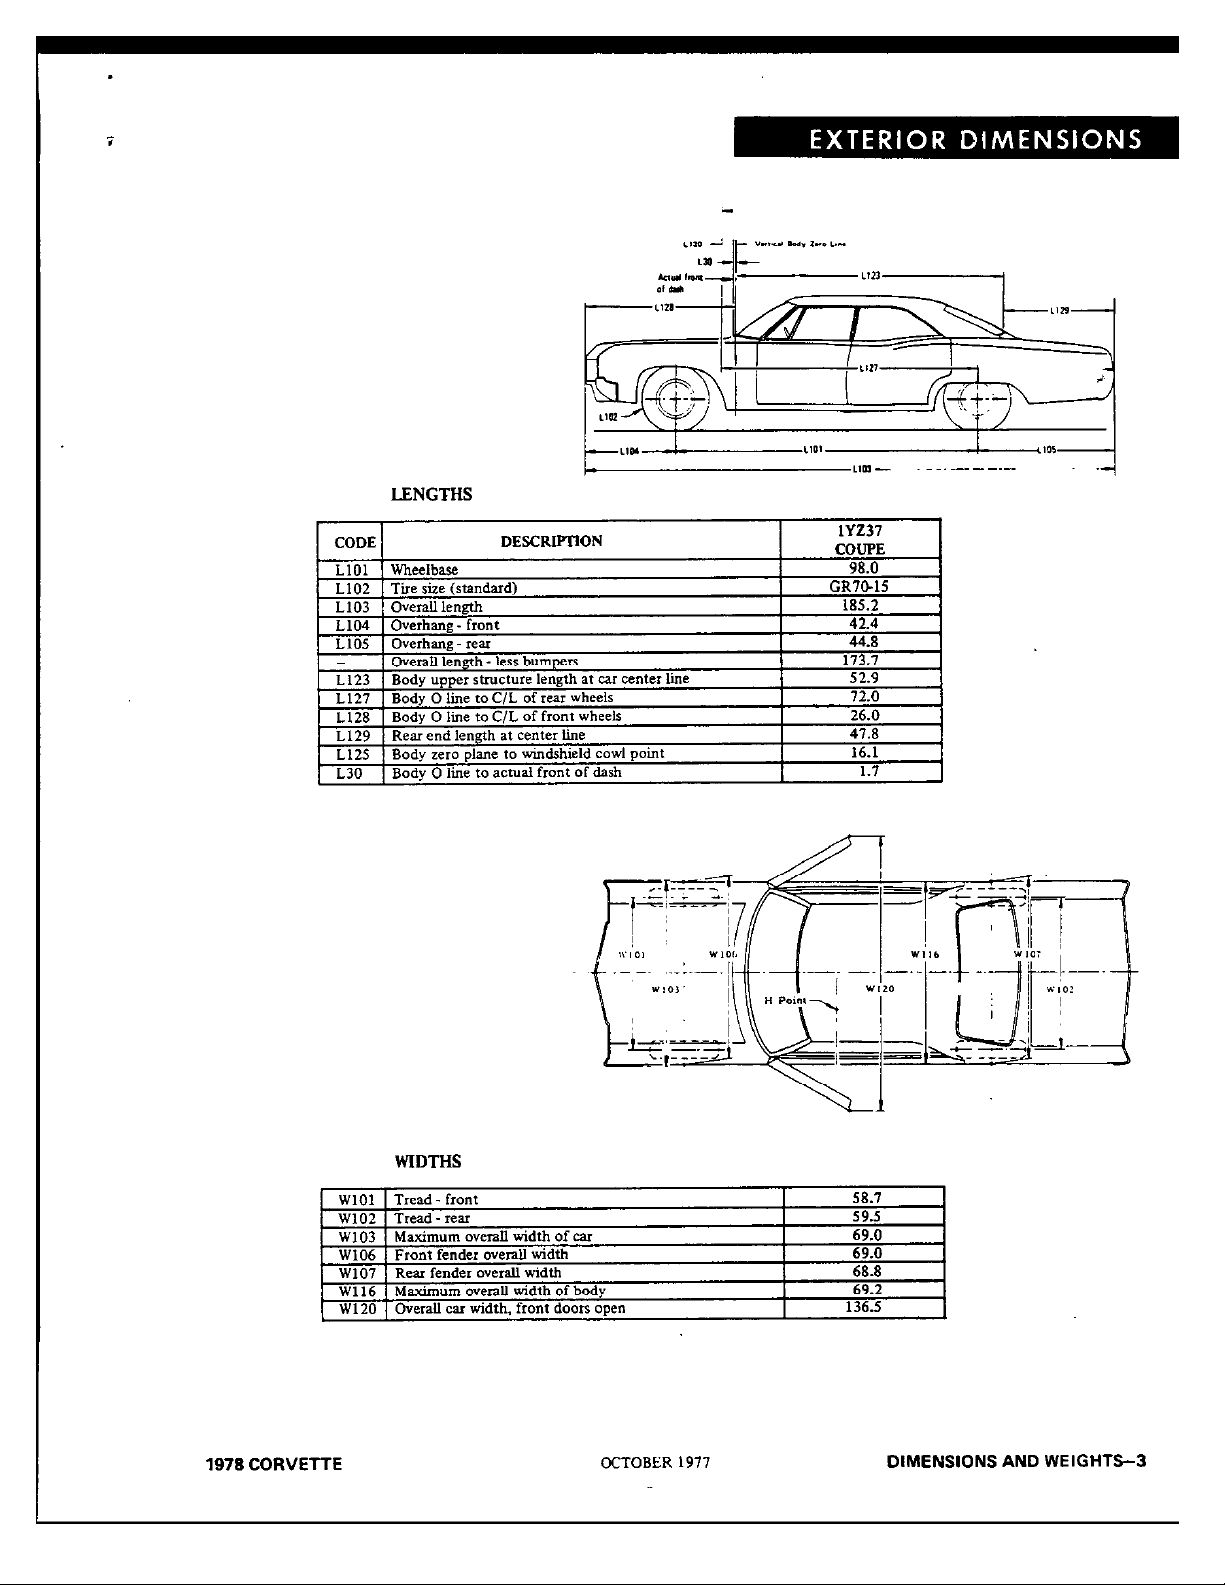 EXTERIOR DIMENSIONS
L120
Vertical Body Zero Line
L30
Actual front
of dash
L123
L128
L129
L127
L102
L104
L101
L105
L103
LENGTHS
CODE DESCRIPTION 1YZ37 COUPE
L101 Wheelbase 98.0
L102 Tire size (standard) GR70-15
L103 Overall length 185.2
L104 Overhang - front 42.4
L105 Overhang - rear 44.8
– Overall length - less bumpers 173.7
L123 Body upper structure length at car center line 52.9
L127 Body O line to C/L of rear wheels 72.0
L128 Body O line to C/L of front wheels 26.0
L129 Rear end length at center line 47.8
L125 Body zero plane to windshield cowl point 16.1
L30 Body O line to actual front of dash 1.7
W101
W106
W116
W107
W103
W120
W102
H Point
WIDTHS
W101 Tread - front 58.7
W102 Tread - rear 59.5
W103 Maximum overall width of car 69.0
W106 Front fender overall width 69.0
W107 Rear fender overall width 68.8
W116 Maximum overall width of body 69.2
W120 Overall car width, front doors open 136.5
1978 CORVETTE OCTOBER 1977 DIMENSIONS AND WEIGHTS–3